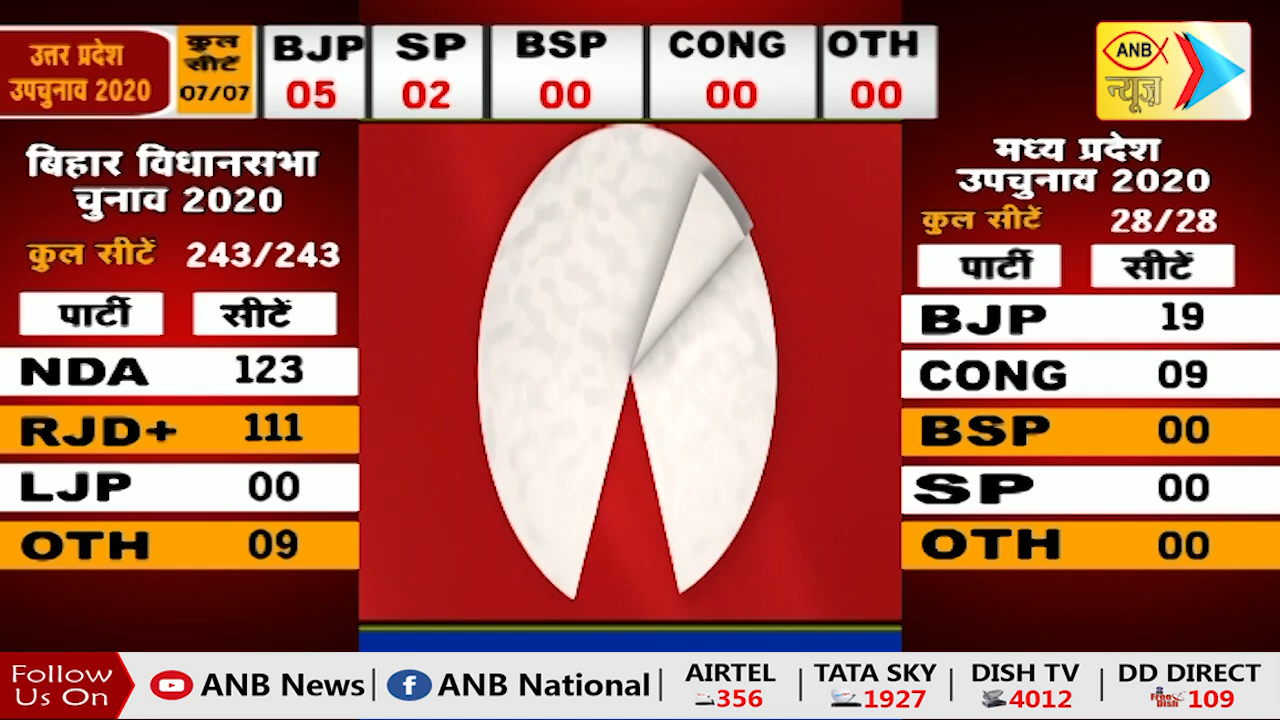 उत्तर प्रदेश
उपचुनाव 2020
कुल
सीटें
07/07
BJP SP BSP CONG OTH
05 02 00 00 00
ANB
न्यूज़
बिहार विधानसभा
चुनाव 2020
कुल सीटें 243/243
पार्टी सीटें
NDA 123
RJD+ 111
LJP 00
OTH 09
मध्य प्रदेश
उपचुनाव 2020
कुल सीटें 28/28
पार्टी सीटें
BJP 19
CONG 09
BSP 00
SP 00
OTH 00
Follow
Us On
ANB News | ANB National |
AIRTEL | TATA SKY | DISH TV | DD DIRECT
356 1927 4012 Free Dish 109